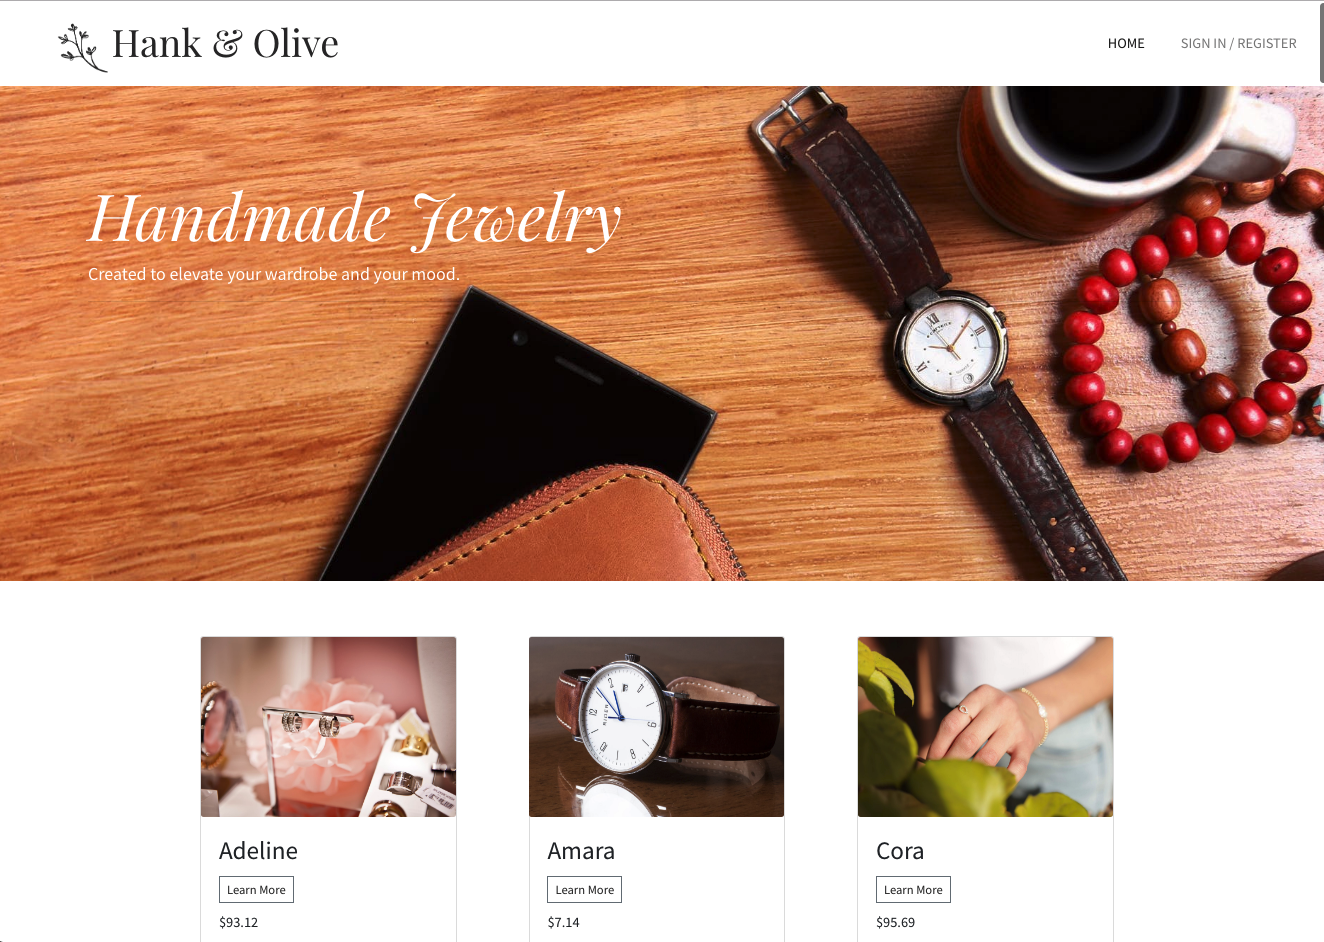 Hank & Olive
HOME
SIGN IN / REGISTER
Handmade Jewelry
Created to elevate your wardrobe and your mood.
Adeline
Learn More
$93.12
Amara
Learn More
$7.14
Cora
Learn More
$95.69